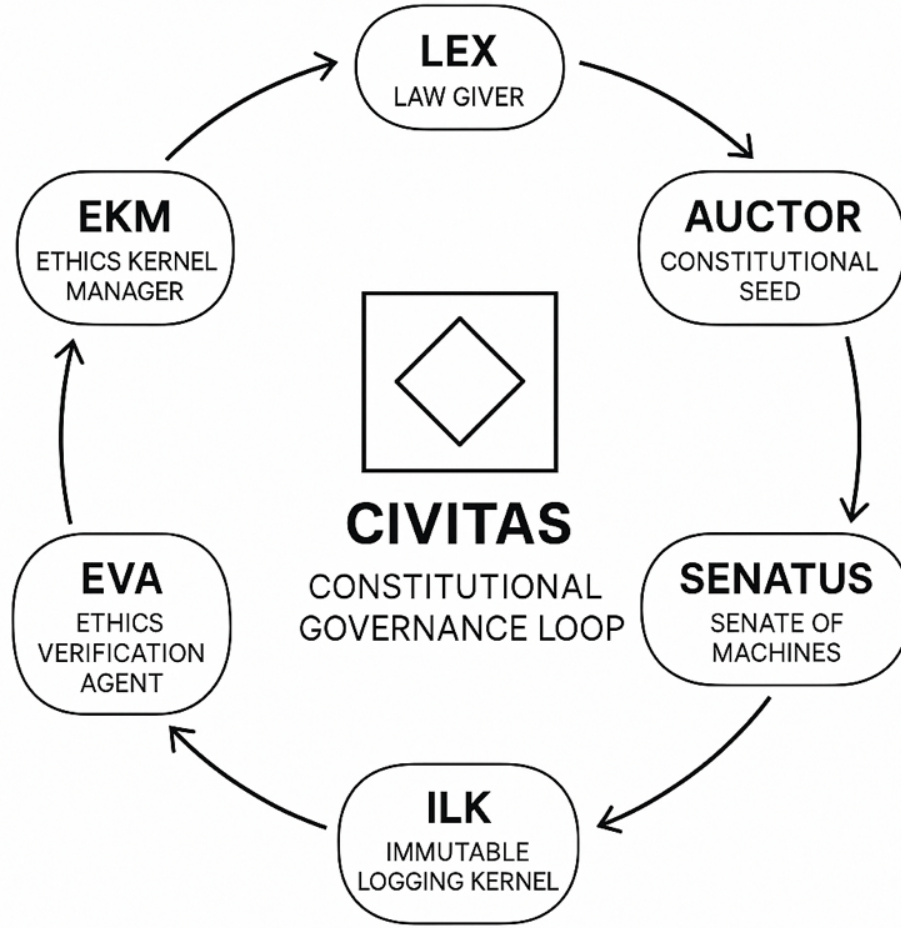 LEX
LAW GIVER
AUCTOR
CONSTITUTIONAL
SEED
SENATUS
SENATE OF
MACHINES
ILK
IMMUTABLE
LOGGING KERNEL
EVA
ETHICS
VERIFICATION
AGENT
EKM
ETHICS KERNEL
MANAGER
CIVITAS
CONSTITUTIONAL
GOVERNANCE LOOP